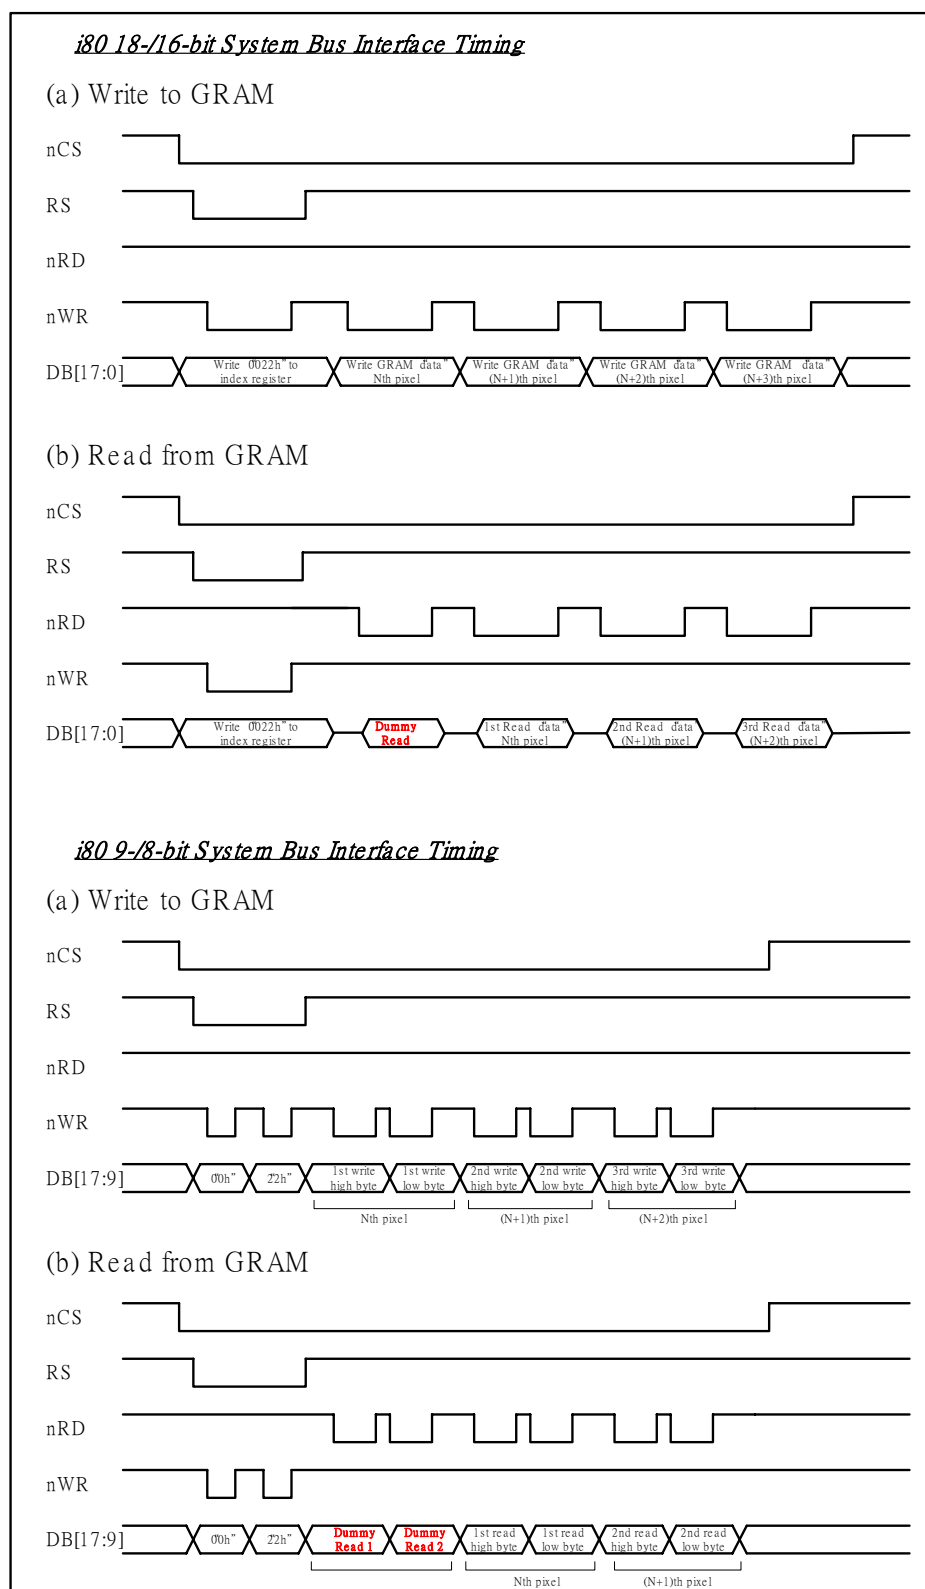 i80 18-/16-bit System Bus Interface Timing
(a) Write to GRAM
nCS
RS
nRD
nWR
DB[17:0]
Write "0022h" to
index register
Write GRAM "data"
Nth pixel
Write GRAM "data"
(N+1)th pixel
Write GRAM "data"
(N+2)th pixel
Write GRAM "data"
(N+3)th pixel
(b) Read from GRAM
nCS
RS
nRD
nWR
DB[17:0]
Write "0022h" to
index register
Dummy
Read
1st Read "data"
Nth pixel
2nd Read "data"
(N+1)th pixel
3rd Read "data"
(N+2)th pixel
i80 9-/8-bit System Bus Interface Timing
(a) Write to GRAM
nCS
RS
nRD
nWR
DB[17:9]
"00h"
"22h"
1st write
high byte
1st write
low byte
2nd write
high byte
2nd write
low byte
3rd write
high byte
3rd write
low byte
Nth pixel
(N+1)th pixel
(N+2)th pixel
(b) Read from GRAM
nCS
RS
nRD
nWR
DB[17:9]
"00h"
"22h"
Dummy
Read 1
Dummy
Read 2
1st read
high byte
1st read
low byte
2nd read
high byte
2nd read
low byte
Nth pixel
(N+1)th pixel